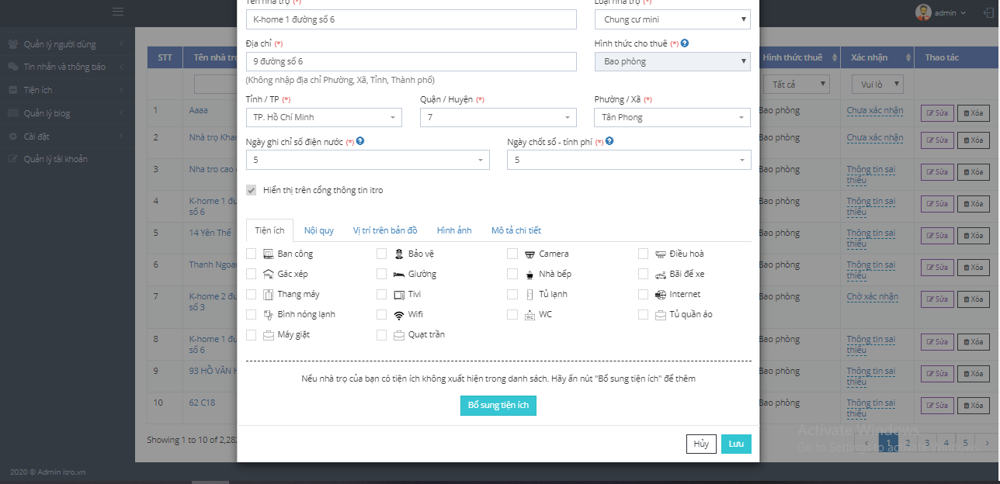 Tên nhà trọ (*)
Loại nhà trọ (*)
K-home 1 đường số 6
Chung cư mini
admin
Địa chỉ (*)
Hình thức cho thuê (*)
9 đường số 6
Bao phòng
(Không nhập địa chỉ Phường, Xã, Tỉnh, Thành phố)
Tỉnh / TP (*)
Quận / Huyện (*)
Phường / Xã (*)
TP. Hồ Chí Minh
7
Tân Phong
Ngày ghi chỉ số điện nước (*)
Ngày chốt sổ - tính phí (*)
5
5
Hiển thị trên cổng thông tin itro
Tiện ích
Nội quy
Vị trí trên bản đồ
Hình ảnh
Mô tả chi tiết
Ban công
Bảo vệ
Camera
Điều hoà
Gác xép
Giường
Nhà bếp
Bãi để xe
Thang máy
Tivi
Tủ lạnh
Internet
Bình nóng lạnh
Wifi
WC
Tủ quần áo
Máy giặt
Quạt trần
Nếu nhà trọ của bạn có tiện ích không xuất hiện trong danh sách. Hãy ấn nút "Bổ sung tiện ích" để thêm
Bổ sung tiện ích
Hủy
Lưu
Quản lý người dùng
Tin nhắn và thông báo
Tiện ích
Quản lý blog
Cài đặt
Quản lý tài khoản
STT
Tên nhà trọ
Hình thức thuê
Xác nhận
Thao tác
Tất cả
Vui lò
1
Aaaa
Bao phòng
Chưa xác nhận
Sửa
Xóa
2
Nhà trọ Khan
Bao phòng
Chưa xác nhận
Sửa
Xóa
3
Nha tro cao
Bao phòng
Thông tin sai
thiếu
Sửa
Xóa
4
K-home 1 đu
số 6
Bao phòng
Thông tin sai
thiếu
Sửa
Xóa
5
14 Yên Thế
Bao phòng
Thông tin sai
thiếu
Sửa
Xóa
6
Thanh Ngoan
Bao phòng
Thông tin sai
thiếu
Sửa
Xóa
7
K-home 2 đu
số 3
Bao phòng
Chờ xác nhận
Sửa
Xóa
8
K-home 1 đu
số 6
Bao phòng
Thông tin sai
thiếu
Sửa
Xóa
9
93 HỒ VĂN H
Bao phòng
Thông tin sai
thiếu
Sửa
Xóa
10
62 C18
Bao phòng
Thông tin sai
thiếu
Sửa
Xóa
Showing 1 to 10 of 2,282
1 2 3 4 5
Activate Windows
Go to Settings to activate Windows.
2020 © Admin itro.vn